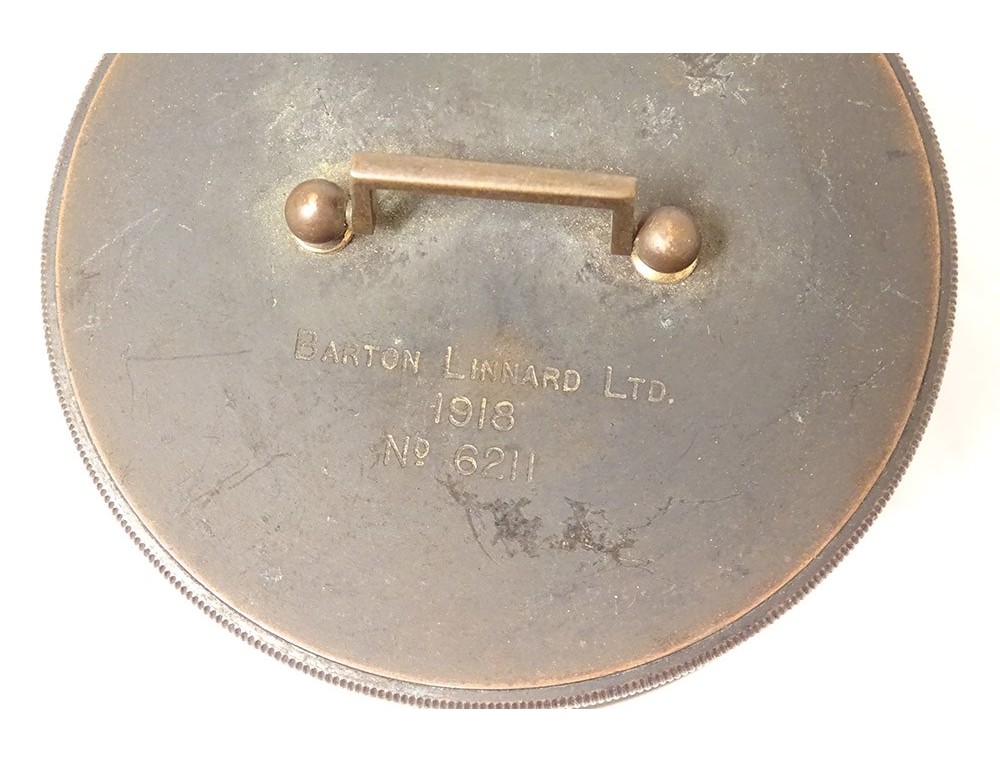 BARTON LINNARD LTD.
1918
No 6211